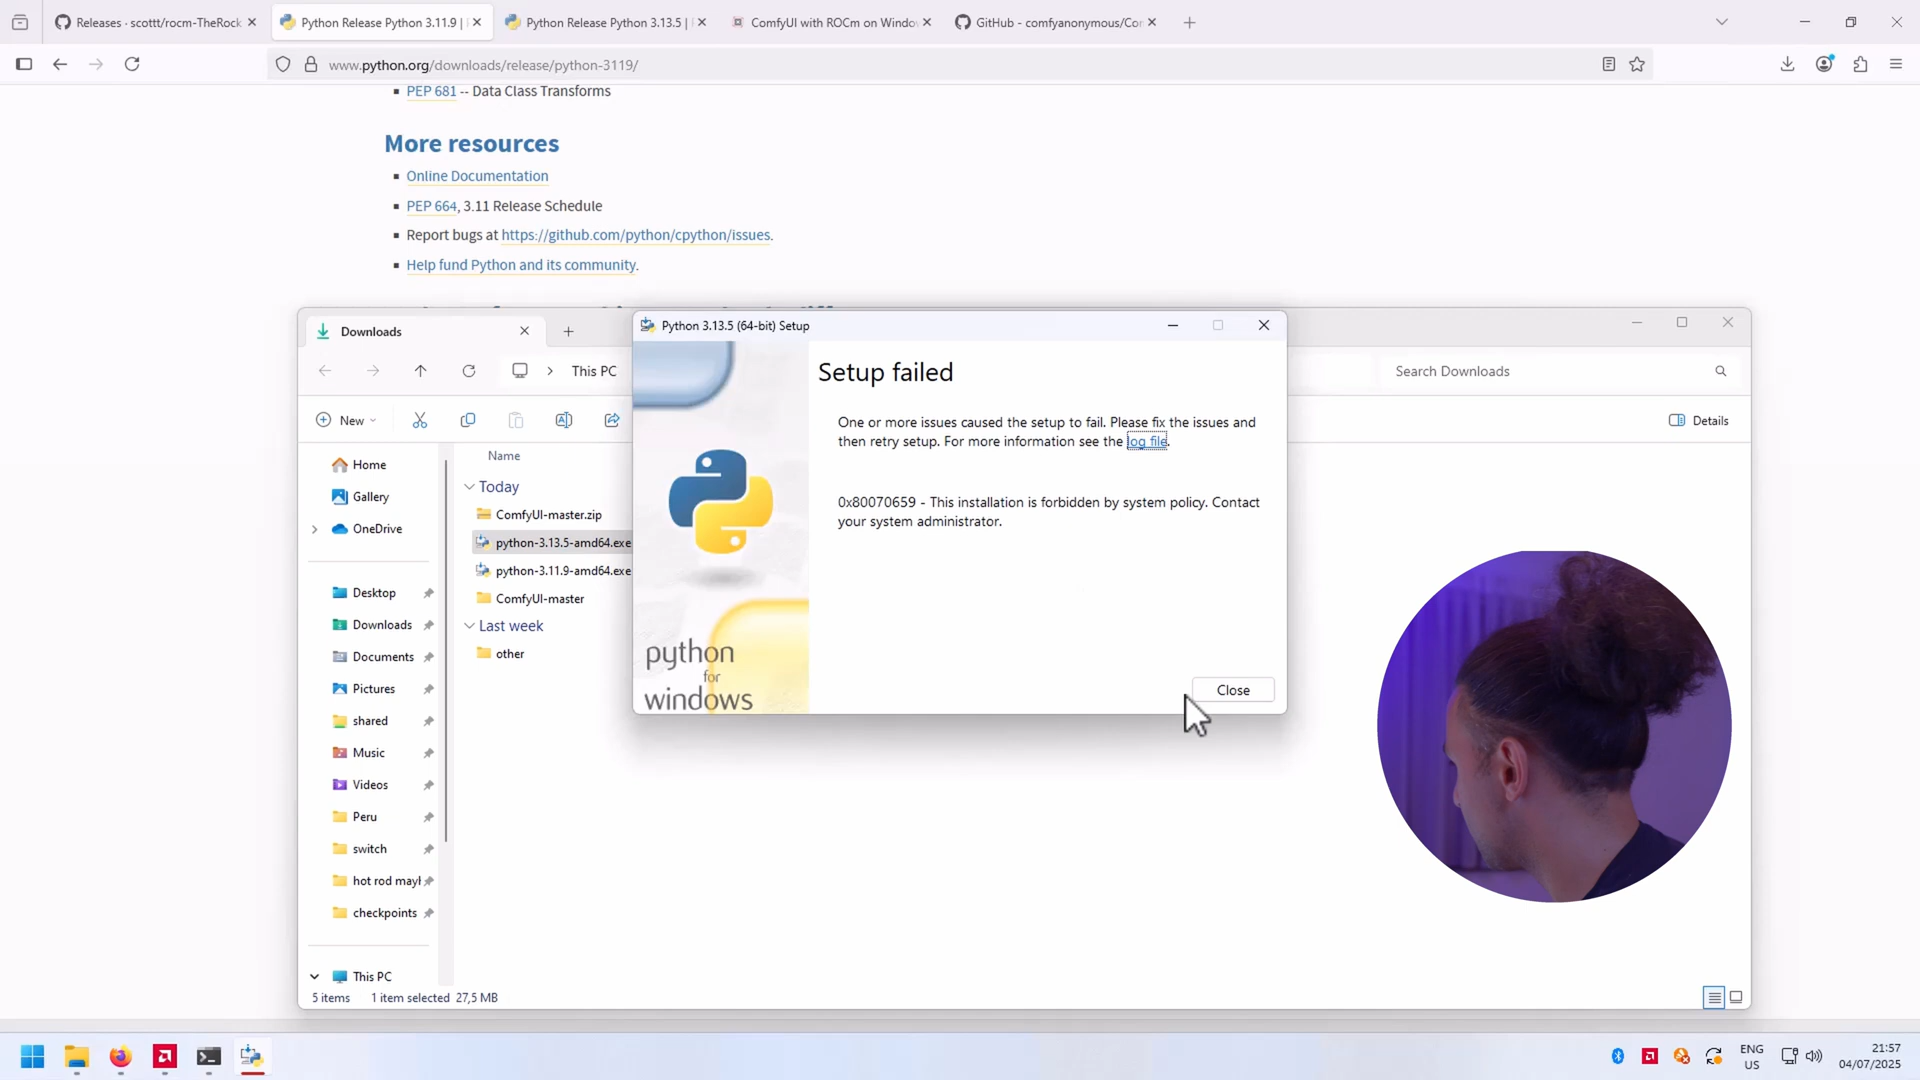 Releases · scottt/rocm-TheRock
Python Release Python 3.11.9 |
Python Release Python 3.13.5 |
ComfyUI with ROCm on Window
GitHub - comfyanonymous/Com
www.python.org/downloads/release/python-3119/
PEP 681 -- Data Class Transforms
More resources
Online Documentation
PEP 664, 3.11 Release Schedule
Report bugs at https://github.com/python/cpython/issues.
Help fund Python and its community.
Downloads
Python 3.13.5 (64-bit) Setup
This PC
Search Downloads
New
Details
Setup failed
One or more issues caused the setup to fail. Please fix the issues and
then retry setup. For more information see the log file.
0x80070659 - This installation is forbidden by system policy. Contact
your system administrator.
python
for
windows
Close
Home
Gallery
OneDrive
Desktop
Downloads
Documents
Pictures
shared
Music
Videos
Peru
switch
hot rod mayh
checkpoints
This PC
Name
Today
ComfyUI-master.zip
python-3.13.5-amd64.exe
python-3.11.9-amd64.exe
ComfyUI-master
Last week
other
5 items
1 item selected 27,5 MB
ENG
US
21:57
04/07/2025